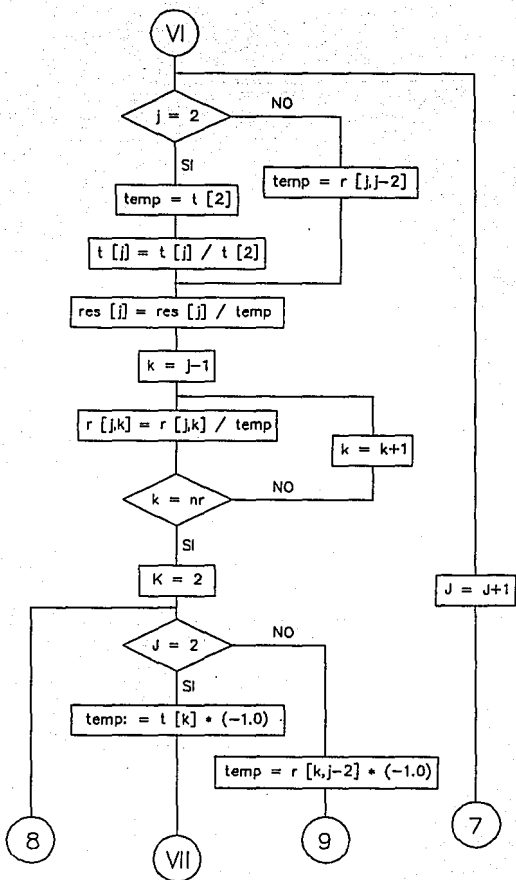 VI
j = 2
NO
SI
temp = r [j,j-2]
temp = t [2]
t [j] = t [j] / t [2]
res [j] = res [j] / temp
k = j-1
r [j,k] = r [j,k] / temp
k = k+1
k = nr
NO
SI
K = 2
J = J+1
J = 2
NO
SI
temp: = t [k] * (-1.0)
temp = r [k,j-2] * (-1.0)
8
VII
9
7